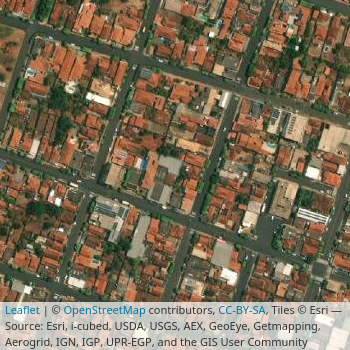 Leaflet | © OpenStreetMap contributors, CC-BY-SA, Tiles © Esri —
Source: Esri, i-cubed, USDA, USGS, AEX, GeoEye, Getmapping,
Aerogrid, IGN, IGP, UPR-EGP, and the GIS User Community